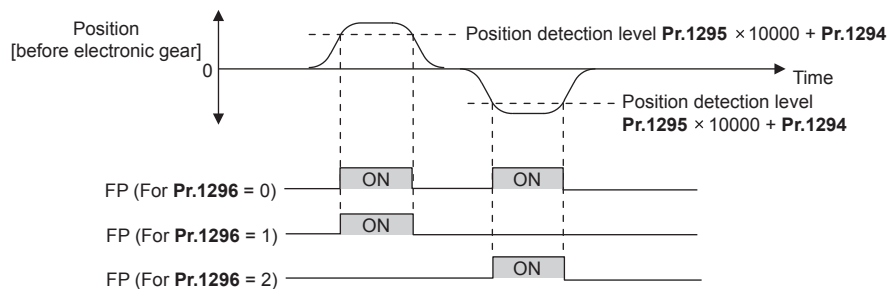 Position
[before electronic gear]
Position detection level Pr.1295 × 10000 + Pr.1294
0
Time
Position detection level
Pr.1295 × 10000 + Pr.1294
FP (For Pr.1296 = 0)
ON
ON
FP (For Pr.1296 = 1)
ON
FP (For Pr.1296 = 2)
ON